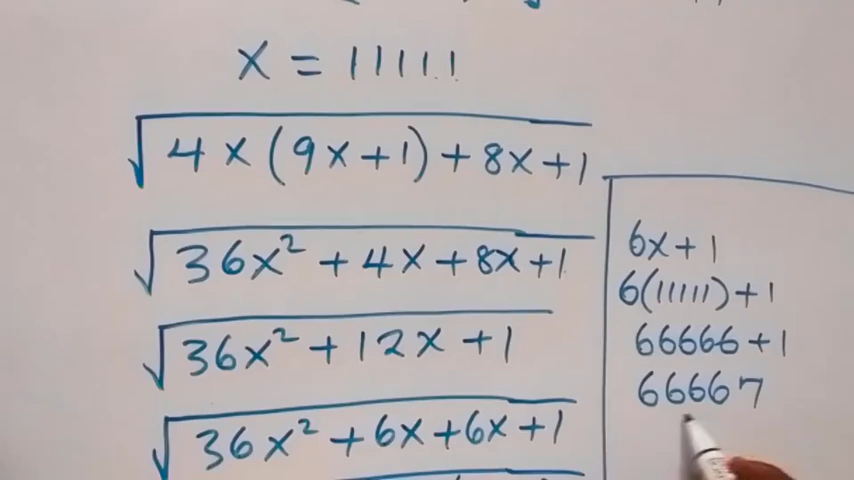 x = 11111
√4x(9x+1)+8x+1
√36x²+4x+8x+1
√36x²+12x+1
√36x²+6x+6x+1
6x+1
6(11111)+1
66666+1
66667